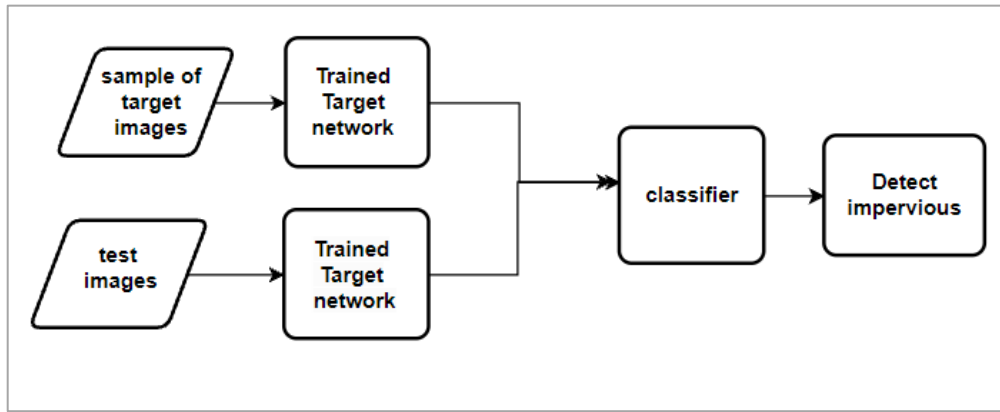 sample of
target
images
Trained
Target
network
test
images
Trained
Target
network
classifier
Detect
impervious